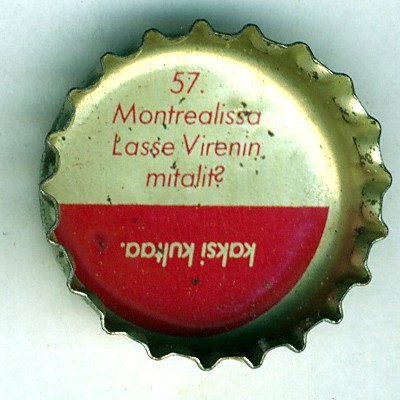 57.
Montrealissa
Lasse Virenin
mitalit?
kaksi kultaa.